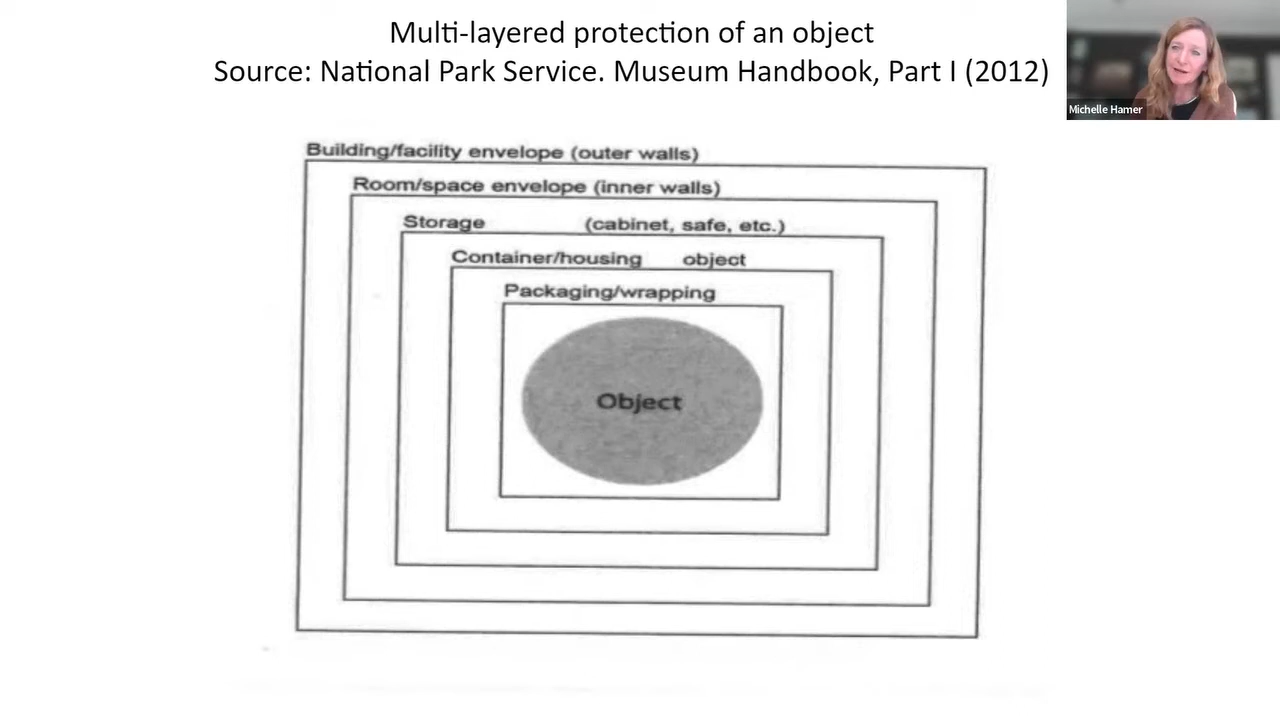 Multi-layered protection of an object
Source: National Park Service. Museum Handbook, Part I (2012)
Michelle Hamer
Building/facility envelope (outer walls)
Room/space envelope (inner walls)
Storage (cabinet, safe, etc.)
Container/housing object
Packaging/wrapping
Object